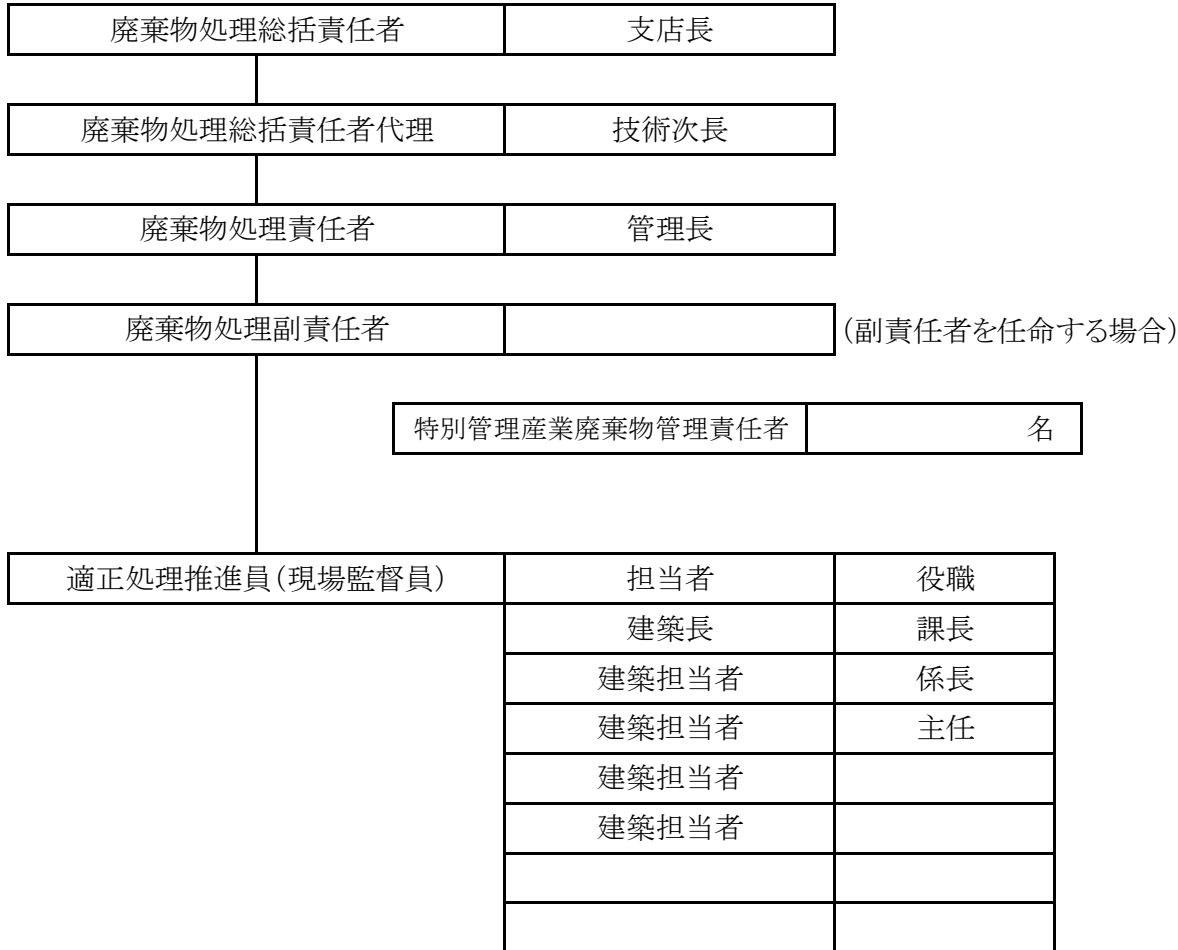 廃棄物処理総括責任者 支店長
廃棄物処理総括責任者代理 技術次長
廃棄物処理責任者 管理長
廃棄物処理副責任者 (副責任者を任命する場合)
特別管理産業廃棄物管理責任者 名
適正処理推進員(現場監督員) 担当者 役職
建築長 課長
建築担当者 係長
建築担当者 主任
建築担当者
建築担当者